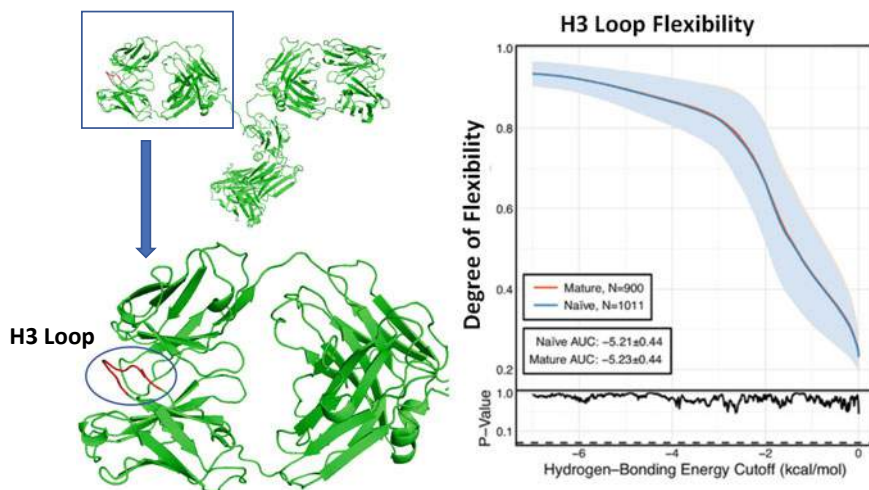 H3 Loop
H3 Loop Flexibility
Degree of Flexibility
1.0
0.8
0.6
0.4
0.2
Mature, N=900
Naïve, N=1011
Naïve AUC: −5.21±0.44
Mature AUC: −5.23±0.44
P-Value
1.0
0.1
−6
−4
−2
0
Hydrogen–Bonding Energy Cutoff (kcal/mol)